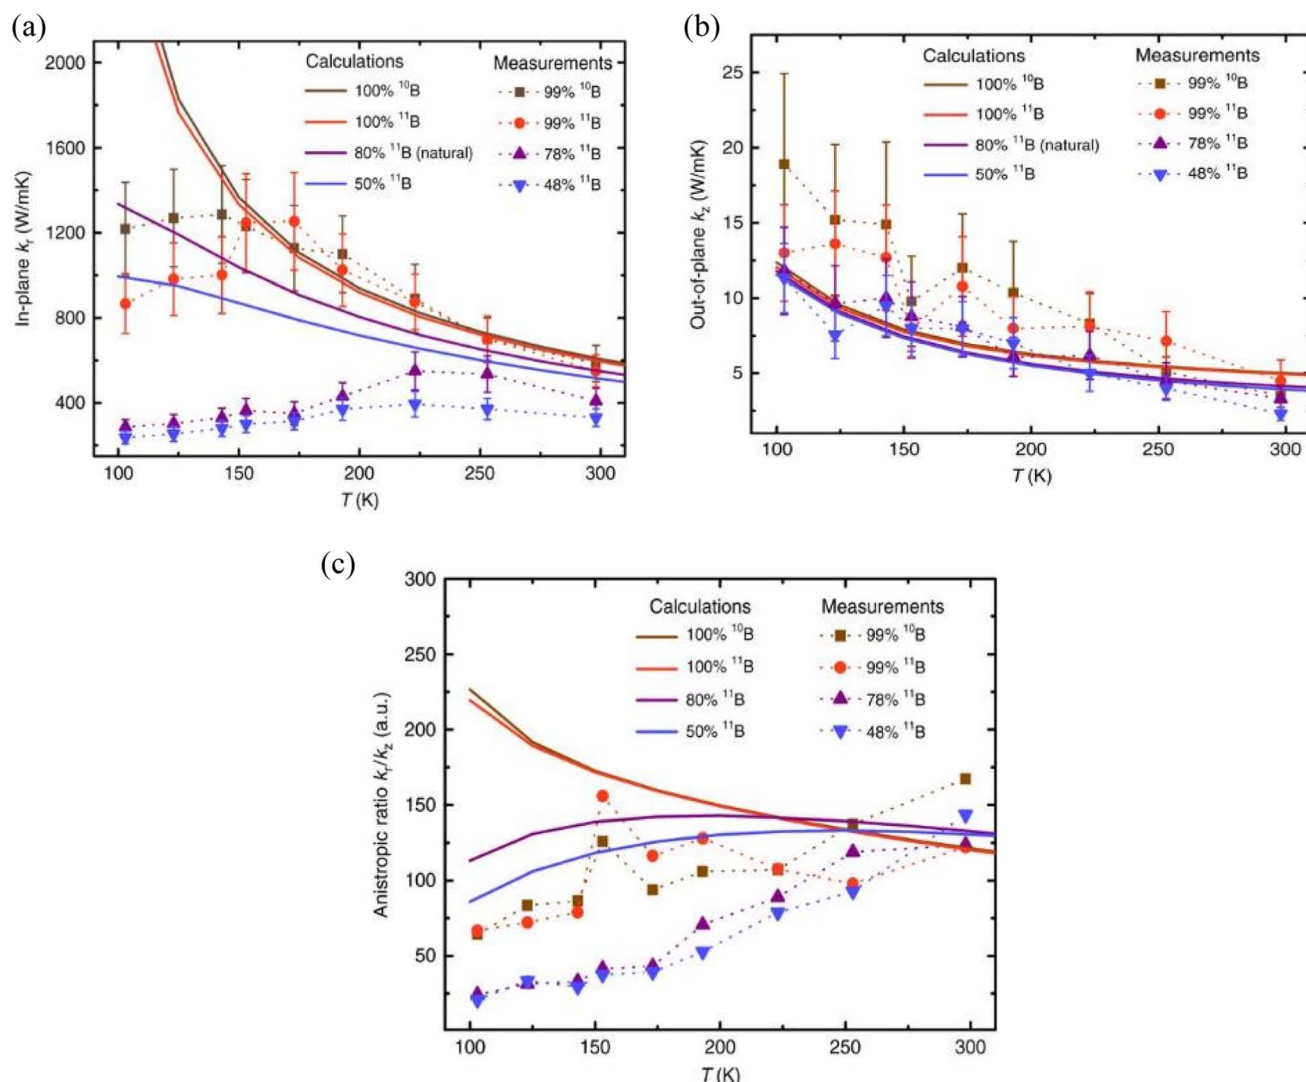 (a)
2000
1600
1200
800
400
In-plane kr (W/mK)
Calculations Measurements
100% 10B 99% 10B
100% 11B 99% 11B
80% 11B (natural) 78% 11B
50% 11B 48% 11B
100 150 200 250 300
T (K)
(b)
25
20
15
10
5
Out-of-plane kz (W/mK)
Calculations Measurements
100% 10B 99% 10B
100% 11B 99% 11B
80% 11B (natural) 78% 11B
50% 11B 48% 11B
100 150 200 250 300
T (K)
(c)
300
250
200
150
100
50
Anistropic ratio kr/kz (a.u.)
Calculations Measurements
100% 10B 99% 10B
100% 11B 99% 11B
80% 11B 78% 11B
50% 11B 48% 11B
100 150 200 250 300
T (K)